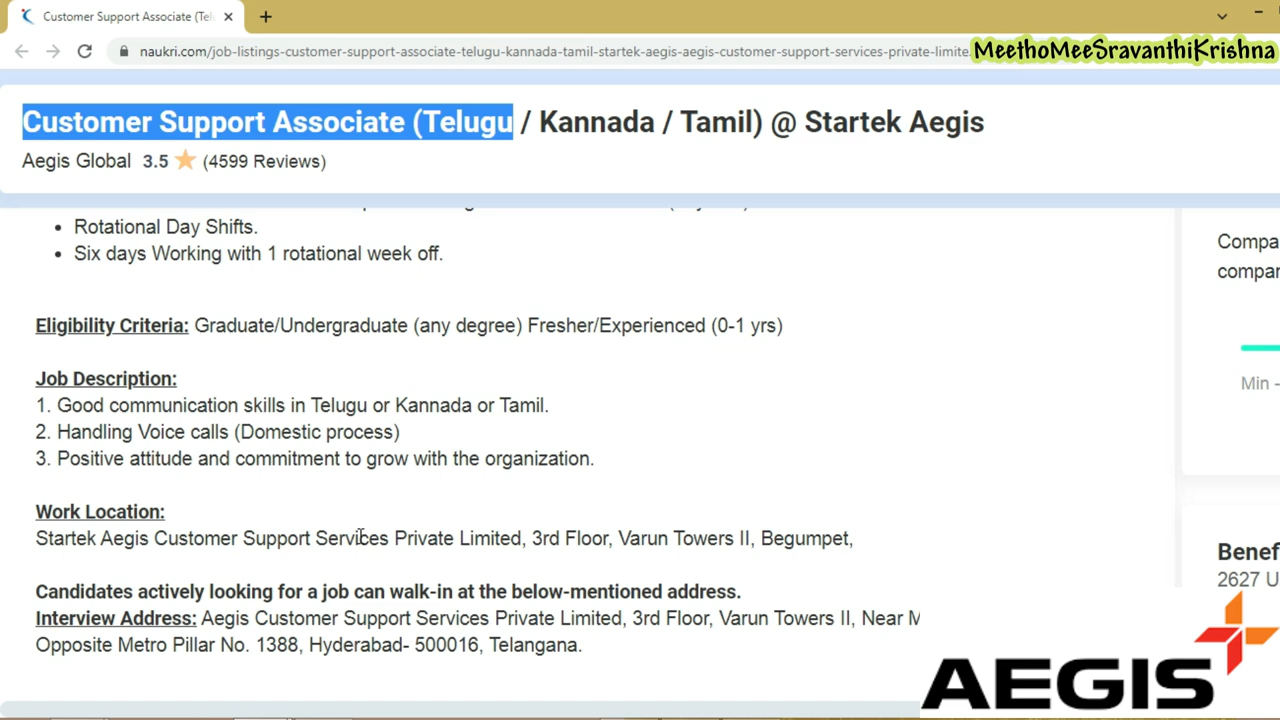 Customer Support Associate (Tel
naukri.com/job-listings-customer-support-associate-telugu-kannada-tamil-startek-aegis-aegis-customer-support-services-private-limite
MeethoMeeSravanthiKrishna
Customer Support Associate (Telugu / Kannada / Tamil) @ Startek Aegis
Aegis Global 3.5 ★ (4599 Reviews)
• Rotational Day Shifts.
• Six days Working with 1 rotational week off.
Compa
compar
Eligibility Criteria: Graduate/Undergraduate (any degree) Fresher/Experienced (0-1 yrs)
Min -
Job Description:
1. Good communication skills in Telugu or Kannada or Tamil.
2. Handling Voice calls (Domestic process)
3. Positive attitude and commitment to grow with the organization.
Work Location:
Startek Aegis Customer Support Services Private Limited, 3rd Floor, Varun Towers II, Begumpet,
Benef
2627 U
Candidates actively looking for a job can walk-in at the below-mentioned address.
Interview Address: Aegis Customer Support Services Private Limited, 3rd Floor, Varun Towers II, Near M
Opposite Metro Pillar No. 1388, Hyderabad- 500016, Telangana.
AEGIS